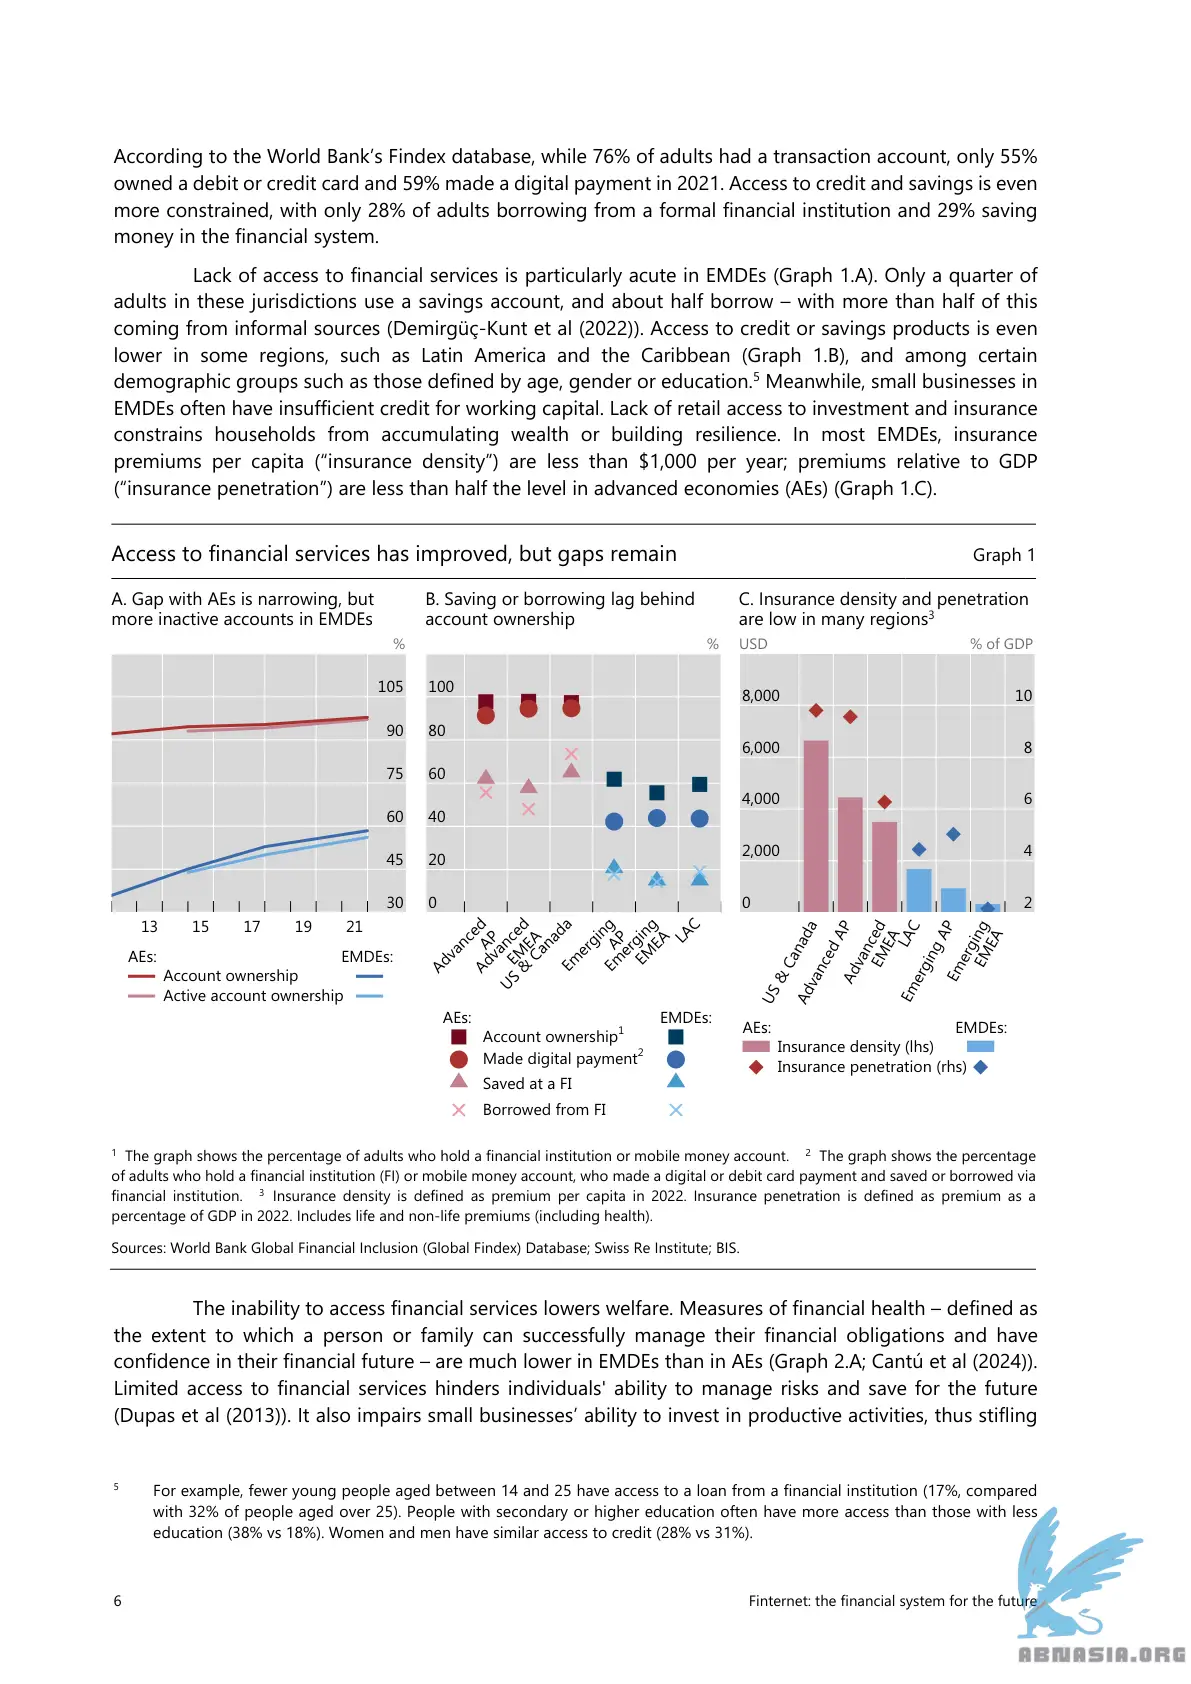 According to the World Bank’s Findex database, while 76% of adults had a transaction account, only 55%
owned a debit or credit card and 59% made a digital payment in 2021. Access to credit and savings is even
more constrained, with only 28% of adults borrowing from a formal financial institution and 29% saving
money in the financial system.
Lack of access to financial services is particularly acute in EMDEs (Graph 1.A). Only a quarter of
adults in these jurisdictions use a savings account, and about half borrow – with more than half of this
coming from informal sources (Demirgüç-Kunt et al (2022)). Access to credit or savings products is even
lower in some regions, such as Latin America and the Caribbean (Graph 1.B), and among certain
demographic groups such as those defined by age, gender or education.5 Meanwhile, small businesses in
EMDEs often have insufficient credit for working capital. Lack of retail access to investment and insurance
constrains households from accumulating wealth or building resilience. In most EMDEs, insurance
premiums per capita (“insurance density”) are less than $1,000 per year; premiums relative to GDP
(“insurance penetration”) are less than half the level in advanced economies (AEs) (Graph 1.C).
Access to financial services has improved, but gaps remain Graph 1
A. Gap with AEs is narrowing, but
more inactive accounts in EMDEs
%
105
90
75
60
45
30
13 15 17 19 21
AEs: EMDEs:
Account ownership
Active account ownership
B. Saving or borrowing lag behind
account ownership
%
100
80
60
40
20
0
Advanced
AP
Advanced
EMEA
US & Canada
Emerging
AP
Emerging
EMEA
LAC
AEs: EMDEs:
Account ownership1
Made digital payment2
Saved at a FI
Borrowed from FI
C. Insurance density and penetration
are low in many regions3
USD % of GDP
8,000 10
6,000 8
4,000 6
2,000 4
0 2
US & Canada
Advanced AP
Advanced
EMEA
LAC
Emerging AP
Emerging
EMEA
AEs: EMDEs:
Insurance density (lhs)
Insurance penetration (rhs)
1 The graph shows the percentage of adults who hold a financial institution or mobile money account. 2 The graph shows the percentage
of adults who hold a financial institution (FI) or mobile money account, who made a digital or debit card payment and saved or borrowed via
financial institution. 3 Insurance density is defined as premium per capita in 2022. Insurance penetration is defined as premium as a
percentage of GDP in 2022. Includes life and non-life premiums (including health).
Sources: World Bank Global Financial Inclusion (Global Findex) Database; Swiss Re Institute; BIS.
The inability to access financial services lowers welfare. Measures of financial health – defined as
the extent to which a person or family can successfully manage their financial obligations and have
confidence in their financial future – are much lower in EMDEs than in AEs (Graph 2.A; Cantú et al (2024)).
Limited access to financial services hinders individuals' ability to manage risks and save for the future
(Dupas et al (2013)). It also impairs small businesses’ ability to invest in productive activities, thus stifling
5 For example, fewer young people aged between 14 and 25 have access to a loan from a financial institution (17%, compared
with 32% of people aged over 25). People with secondary or higher education often have more access than those with less
education (38% vs 18%). Women and men have similar access to credit (28% vs 31%).
6 Finternet: the financial system for the future
ABNASIA.ORG